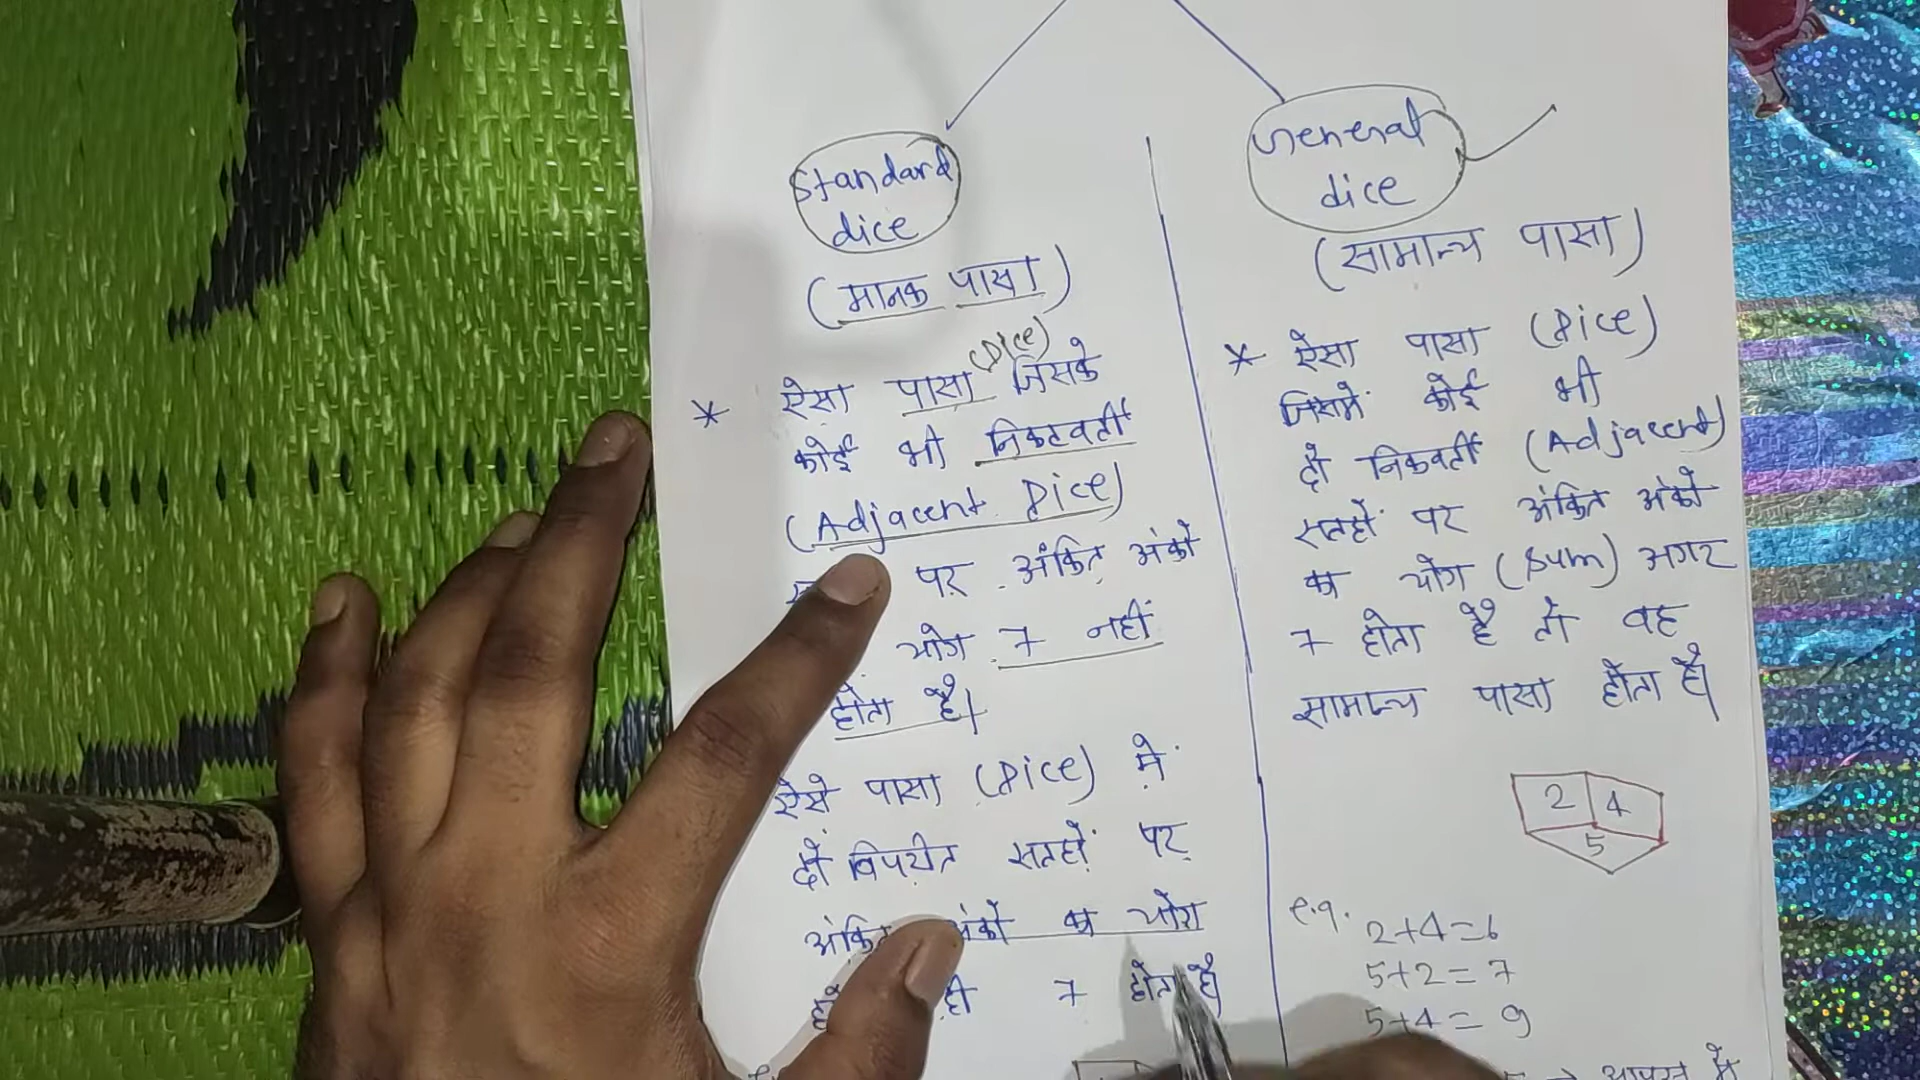 Standard
dice
(मानक पासा)
(Dice)
* ऐसा पासा जिसके
कोई भी निकटवर्ती
(Adjacent Dice)
पर अंकित अंको
योग 7 नहीं
होता है।
ऐसे पासा (Dice) में
दो विपरीत सतहों पर
अंकित अंको का योग
ही 7 होता है
General
dice
(सामान्य पासा)
* ऐसा पासा (Dice)
जिसमें कोई भी
दो निकवर्ती (Adjacent)
सतहों पर अंकित अंको
का योग (Sum) अगर
7 होता है तो वह
सामान्य पासा होता है।
2 4
5
e.g. 2+4=6
5+2=7
5+4=9
आपस में